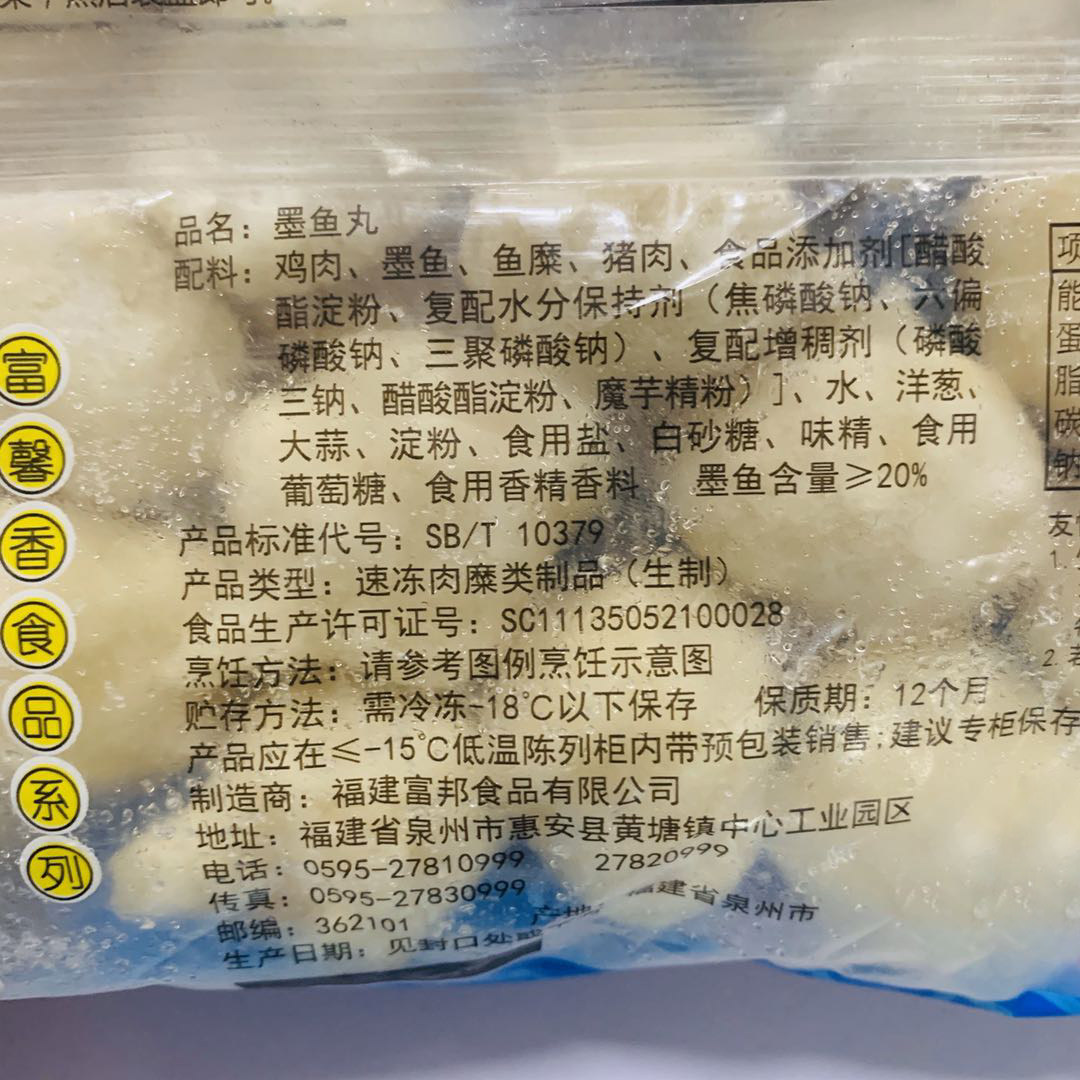 品名：墨鱼丸
配料：鸡肉、墨鱼、鱼糜、猪肉、食品添加剂[醋酸
酯淀粉、复配水分保持剂（焦磷酸钠、六偏
磷酸钠、三聚磷酸钠）、复配增稠剂（磷酸
三钠、醋酸酯淀粉、魔芋精粉）]、水、洋葱、
大蒜、淀粉、食用盐、白砂糖、味精、食用
葡萄糖、食用香精香料 墨鱼含量≥20%
产品标准代号：SB/T 10379
产品类型：速冻肉糜类制品（生制）
食品生产许可证号：SC11135052100028
烹饪方法：请参考图例烹饪示意图
贮存方法：需冷冻-18℃以下保存 保质期：12个月
产品应在≤-15℃低温陈列柜内带预包装销售;建议专柜保存
制造商：福建富邦食品有限公司
地址：福建省泉州市惠安县黄塘镇中心工业园区
电话：0595-27810999 27820999
传真：0595-27830999
邮编：362101
产地：福建省泉州市
生产日期：见封口处
富
馨
香
食
品
系
列
项
能
蛋
脂
碳
钠
友
1.
2.